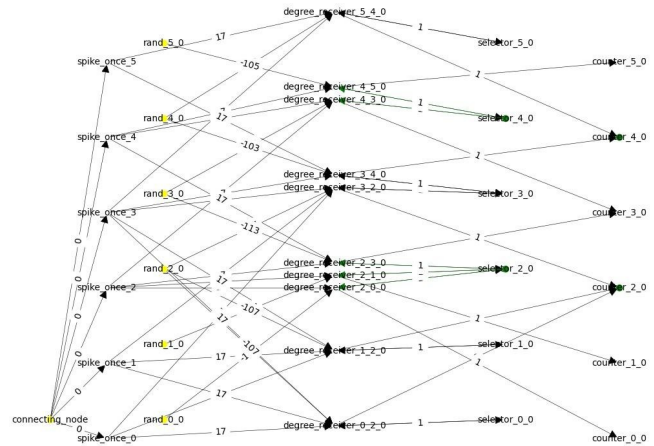 degree_receiver_5_4_0
rand_5_0
17
1
selector_5_0
spike_once_5
-105
1
counter_5_0
degree_receiver_4_5_0
degree_receiver_4_3_0
1
rand_4_0
17
selector_4_0
spike_once_4
-103
1
counter_4_0
degree_receiver_3_4_0
degree_receiver_3_2_0
1
rand_3_0
17
selector_3_0
spike_once_3
-113
1
counter_3_0
0
degree_receiver_2_3_0
degree_receiver_2_1_0
degree_receiver_2_0_0
1
rand_2_0
17
selector_2_0
0
spike_once_2
-107
1
counter_2_0
0
17
rand_1_0
-107
degree_receiver_1_2_0
1
selector_1_0
0
spike_once_1
17
1
counter_1_0
0
17
connecting_node
rand_0_0
degree_receiver_0_2_0
1
selector_0_0
0
spike_once_0
17
counter_0_0